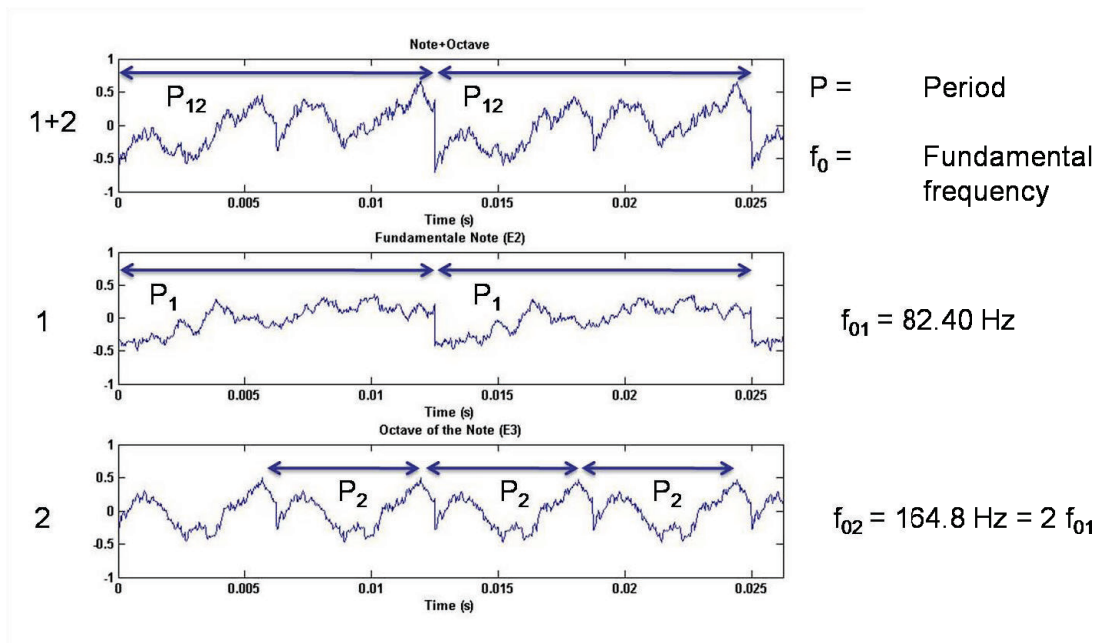 Note+Octave
1
0.5
0
-0.5
-1
P12
P12
1+2
0
0.005
0.01
0.015
0.02
0.025
Time (s)
P = Period
f0 = Fundamental
frequency
Fundamentale Note (E2)
1
0.5
0
-0.5
-1
P1
P1
1
0
0.005
0.01
0.015
0.02
0.025
Time (s)
f01 = 82.40 Hz
Octave of the Note (E3)
1
0.5
0
-0.5
-1
P2
P2
P2
2
0
0.005
0.01
0.015
0.02
0.025
Time (s)
f02 = 164.8 Hz = 2 f01